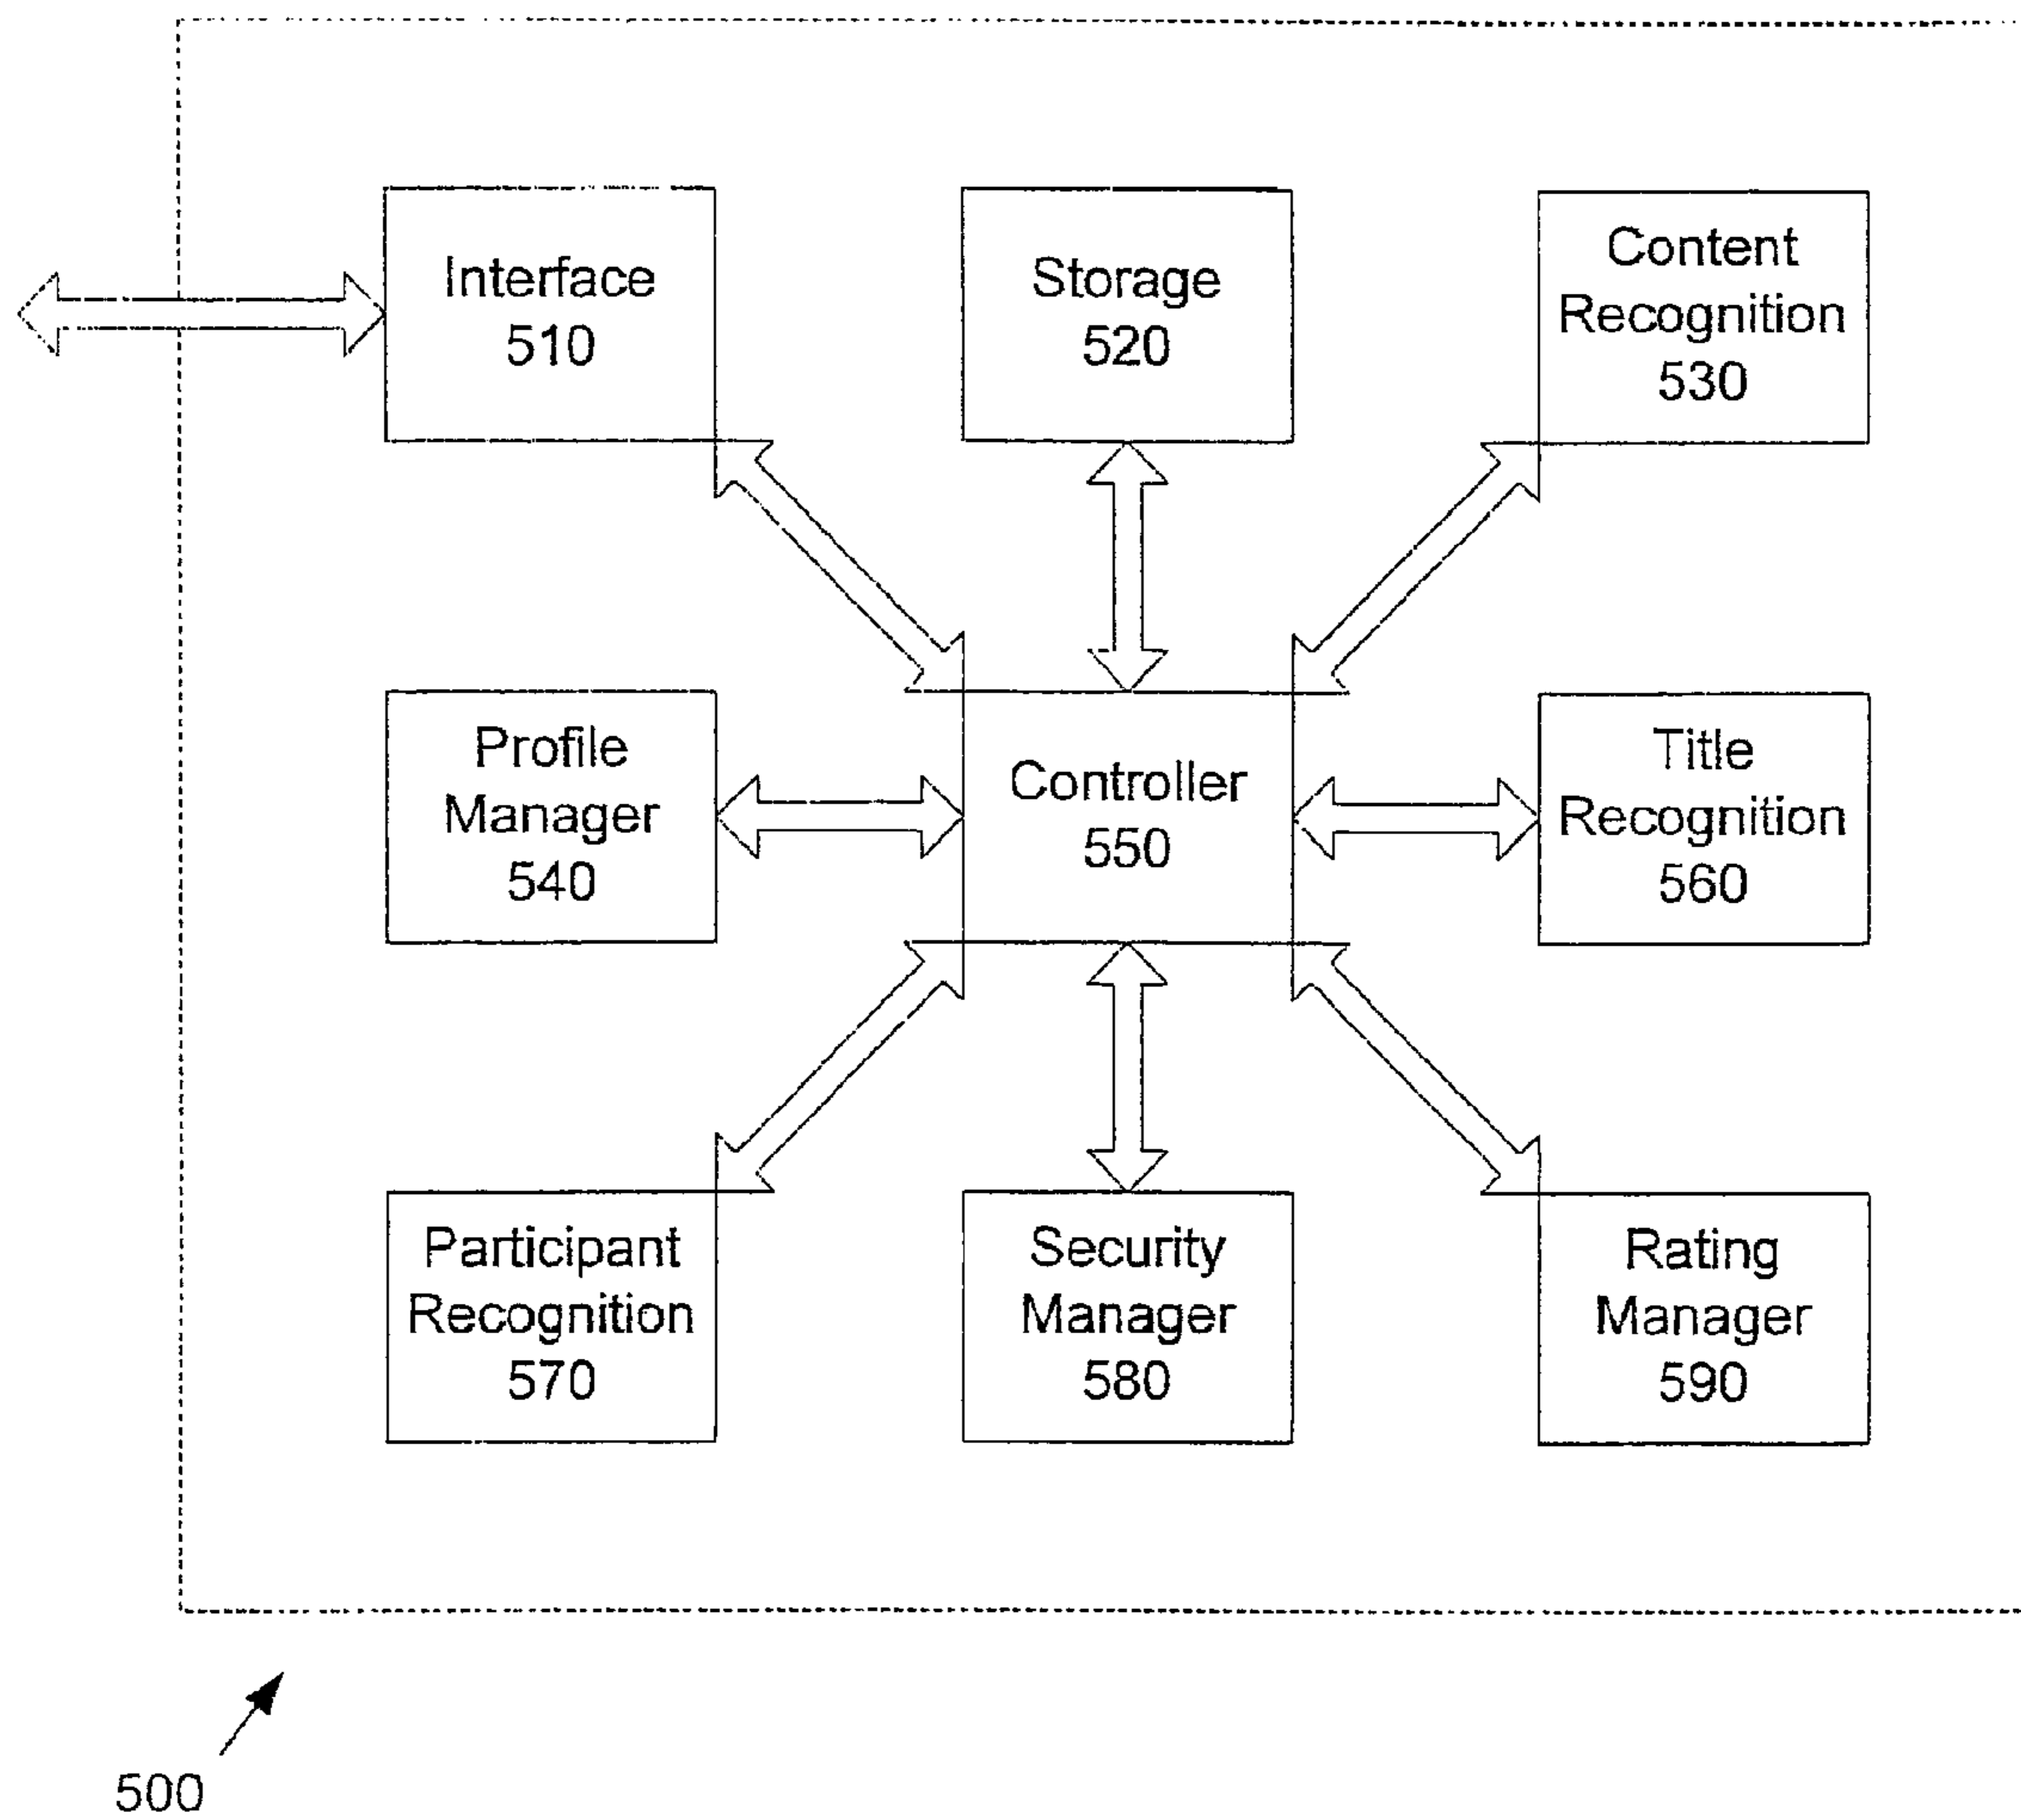 Interface
510
Storage
520
Content
Recognition
530
Profile
Manager
540
Controller
550
Title
Recognition
560
Participant
Recognition
570
Security
Manager
580
Rating
Manager
590
500